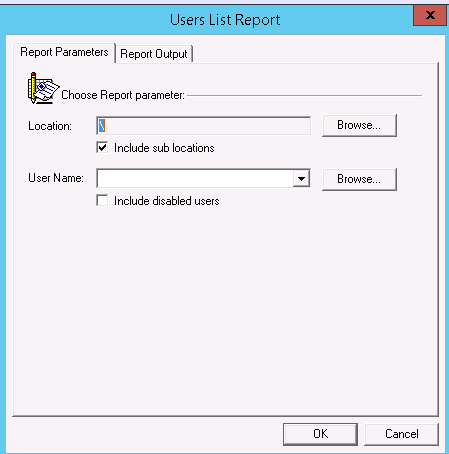 Users List Report
x
Report Parameters Report Output
Choose Report parameter:
Location: \ Browse...
Include sub locations
User Name: Browse...
Include disabled users
OK Cancel